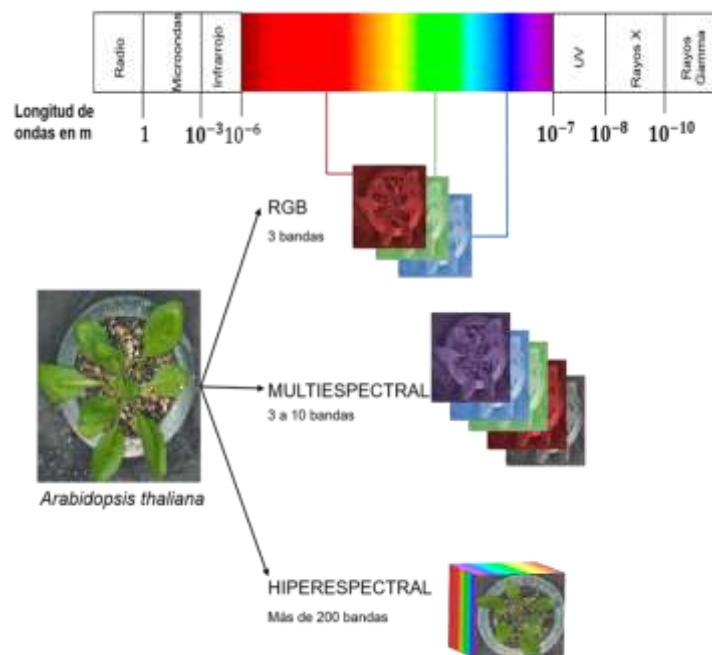 Radio
Microondas
Infrarrojo
UV
Rayos X
Rayos
Gamma
Longitud de
ondas en m
1
10⁻³
10⁻⁶
10⁻⁷
10⁻⁸
10⁻¹⁰
RGB
3 bandas
MULTIESPECTRAL
3 a 10 bandas
Arabidopsis thaliana
HIPERESPECTRAL
Más de 200 bandas